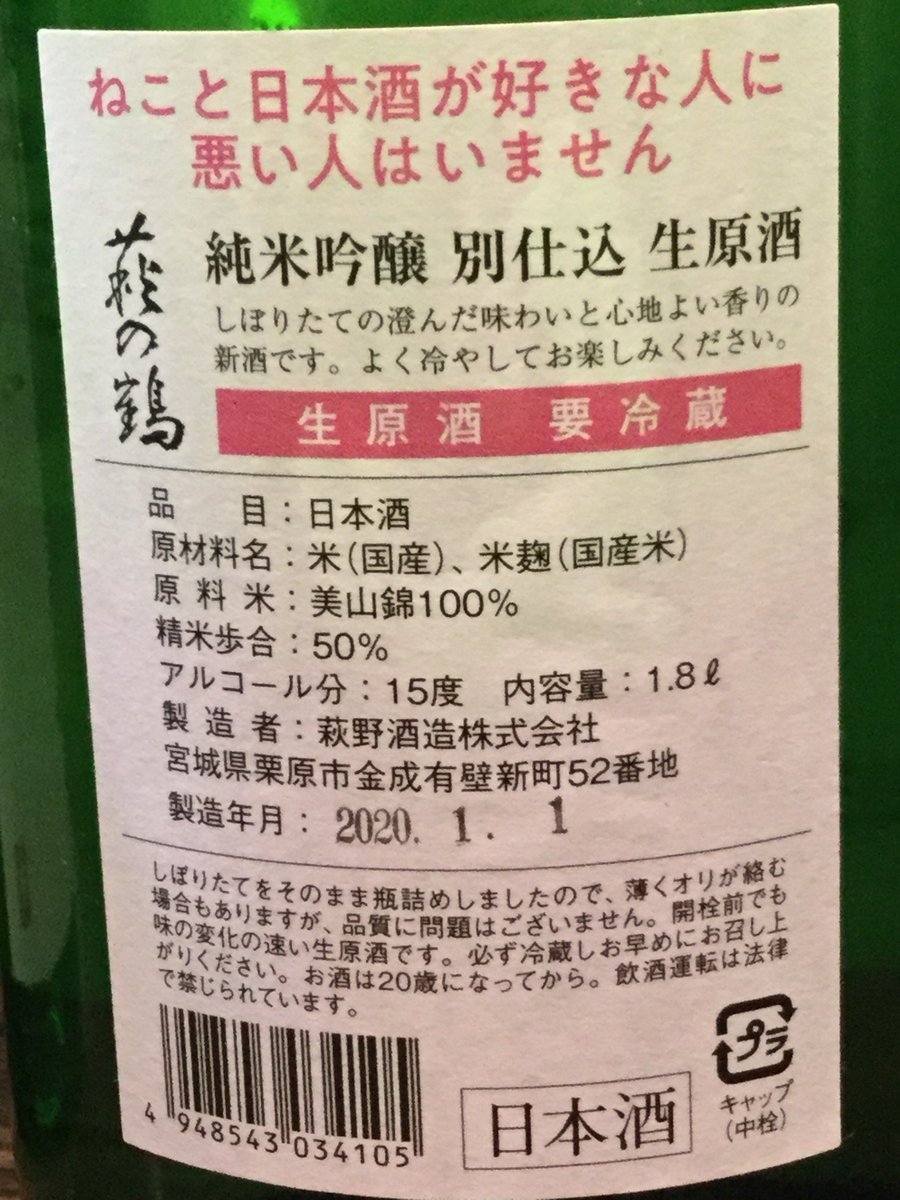 ねこと日本酒が好きな人に
悪い人はいません
萩の鶴
純米吟醸 別仕込 生原酒
しぼりたての澄んだ味わいと心地よい香りの
新酒です。よく冷やしてお楽しみください。
生原酒 要冷蔵
品目：日本酒
原材料名：米（国産）、米麹（国産米）
原料米：美山錦100％
精米歩合：50％
アルコール分：15度 内容量：1.8ℓ
製造者：萩野酒造株式会社
宮城県栗原市金成有壁新町52番地
製造年月：2020. 1. 1
しぼりたてをそのまま瓶詰めしましたので、薄くオリが絡む
場合もありますが、品質に問題はございません。開栓前でも
味の変化の速い生原酒です。必ず冷蔵しお早めにお召し上
がりください。お酒は20歳になってから。飲酒運転は法律
で禁じられています。
4 948543 034105
日本酒
プラ
キャップ
（中栓）